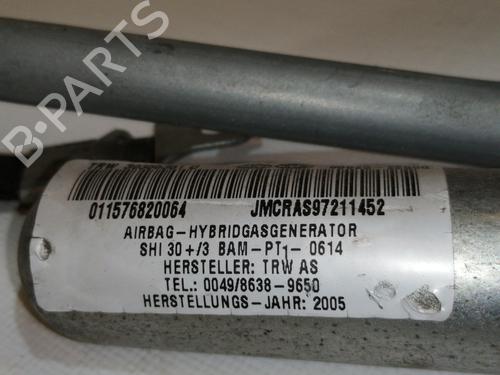 B-PARTS
011576820064 JMCRAS97211452
AIRBAG-HYBRIDGASGENERATOR
SHI 30+/3 BAM-PT1- 0614
HERSTELLER: TRW AS
TEL.: 0049/8638-9650
HERSTELLUNGS-JAHR: 2005